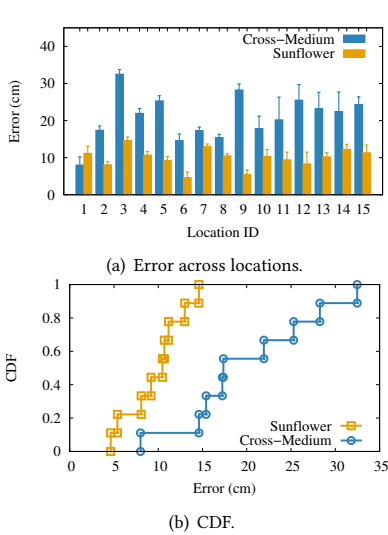 Cross−Medium
Sunflower
Error (cm)
40
30
20
10
0
1 2 3 4 5 6 7 8 9 10 11 12 13 14 15
Location ID
(a) Error across locations.
CDF
1
0.8
0.6
0.4
0.2
0
Sunflower
Cross−Medium
0 5 10 15 20 25 30 35
Error (cm)
(b) CDF.